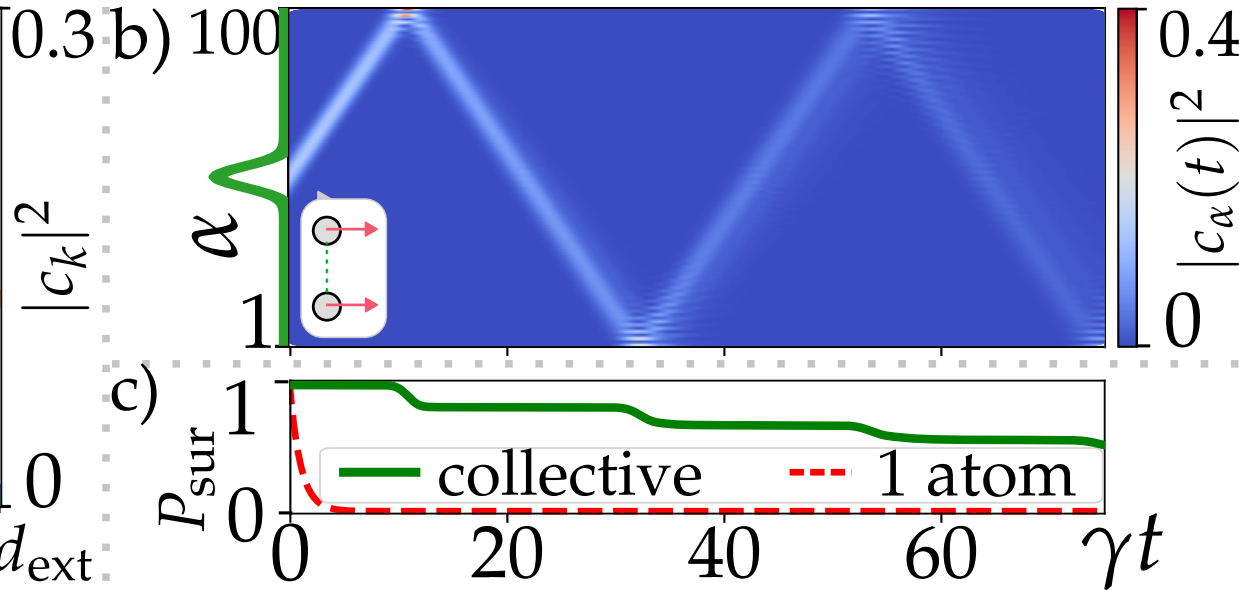 0.3
|c_k|^2
0
d_ext
b)
100
α
1
0.4
|c_α(t)|^2
0
c)
1
P_sur
0
collective
1 atom
0 20 40 60 γt